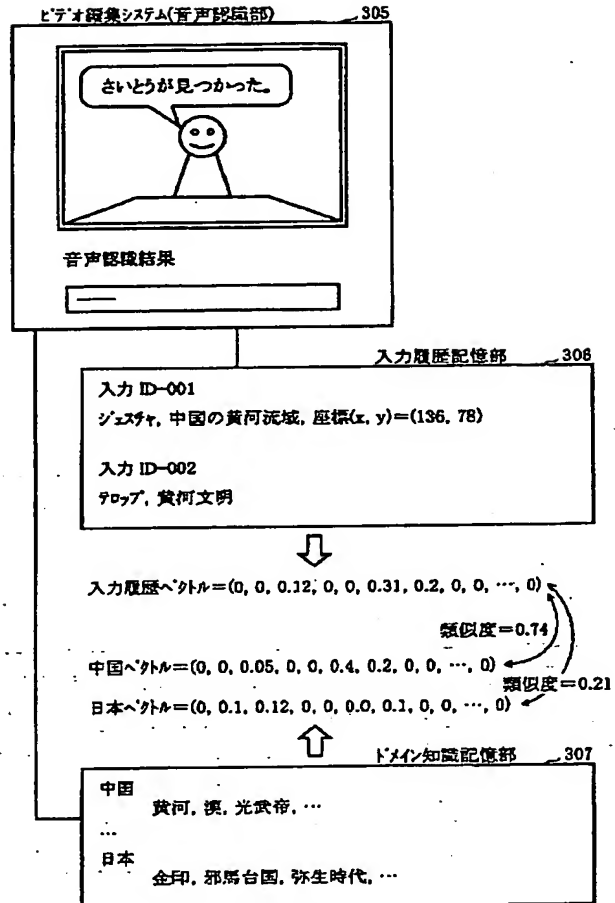 ビデオ編集システム(音声認識部) 305
さいとうが見つかった。
音声認識結果
入力履歴記憶部 306
入力 ID-001
ジェスチャ, 中国の黄河流域, 座標(x, y)=(136, 78)
入力 ID-002
テロップ, 黄河文明
入力履歴ベクトル=(0, 0, 0.12, 0, 0, 0.31, 0.2, 0, 0, …, 0)
類似度=0.74
中国ベクトル=(0, 0, 0.05, 0, 0, 0.4, 0.2, 0, 0, …, 0)
類似度=0.21
日本ベクトル=(0, 0.1, 0.12, 0, 0, 0.0, 0.1, 0, 0, …, 0)
ドメイン知識記憶部 307
中国
黄河, 漢, 光武帝, …
…
日本
金印, 邪馬台国, 弥生時代, …